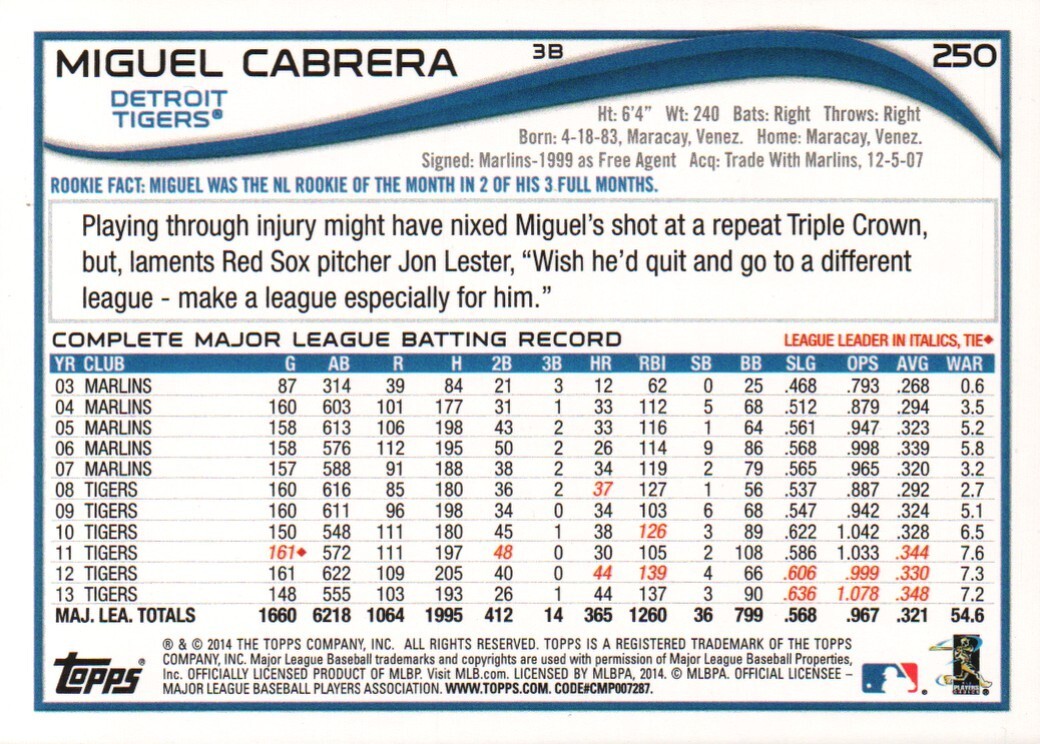 MIGUEL CABRERA 3B 250
DETROIT
TIGERS®
Ht: 6'4" Wt: 240 Bats: Right Throws: Right
Born: 4-18-83, Maracay, Venez. Home: Maracay, Venez.
Signed: Marlins-1999 as Free Agent Acq: Trade With Marlins, 12-5-07
ROOKIE FACT: MIGUEL WAS THE NL ROOKIE OF THE MONTH IN 2 OF HIS 3 FULL MONTHS.
Playing through injury might have nixed Miguel's shot at a repeat Triple Crown,
but, laments Red Sox pitcher Jon Lester, "Wish he'd quit and go to a different
league - make a league especially for him."
COMPLETE MAJOR LEAGUE BATTING RECORD LEAGUE LEADER IN ITALICS, TIE◆
YR CLUB G AB R H 2B 3B HR RBI SB BB SLG OPS AVG WAR
03 MARLINS 87 314 39 84 21 3 12 62 0 25 .468 .793 .268 0.6
04 MARLINS 160 603 101 177 31 1 33 112 5 68 .512 .879 .294 3.5
05 MARLINS 158 613 106 198 43 2 33 116 1 64 .561 .947 .323 5.2
06 MARLINS 158 576 112 195 50 2 26 114 9 86 .568 .998 .339 5.8
07 MARLINS 157 588 91 188 38 2 34 119 2 79 .565 .965 .320 3.2
08 TIGERS 160 616 85 180 36 2 37 127 1 56 .537 .887 .292 2.7
09 TIGERS 160 611 96 198 34 0 34 103 6 68 .547 .942 .324 5.1
10 TIGERS 150 548 111 180 45 1 38 126 3 89 .622 1.042 .328 6.5
11 TIGERS 161◆ 572 111 197 48 0 30 105 2 108 .586 1.033 .344 7.6
12 TIGERS 161 622 109 205 40 0 44 139 4 66 .606 .999 .330 7.3
13 TIGERS 148 555 103 193 26 1 44 137 3 90 .636 1.078 .348 7.2
MAJ. LEA. TOTALS 1660 6218 1064 1995 412 14 365 1260 36 799 .568 .967 .321 54.6
® & © 2014 THE TOPPS COMPANY, INC. ALL RIGHTS RESERVED. TOPPS IS A REGISTERED TRADEMARK OF THE TOPPS
COMPANY, INC. Major League Baseball trademarks and copyrights are used with permission of Major League Baseball Properties,
Inc. OFFICIALLY LICENSED PRODUCT OF MLBP. Visit MLB.com. LICENSED BY MLBPA, 2014. © MLBPA. OFFICIAL LICENSEE –
MAJOR LEAGUE BASEBALL PLAYERS ASSOCIATION. WWW.TOPPS.COM. CODE#CMP007287.
Topps®
PLAYERS
CHOICE